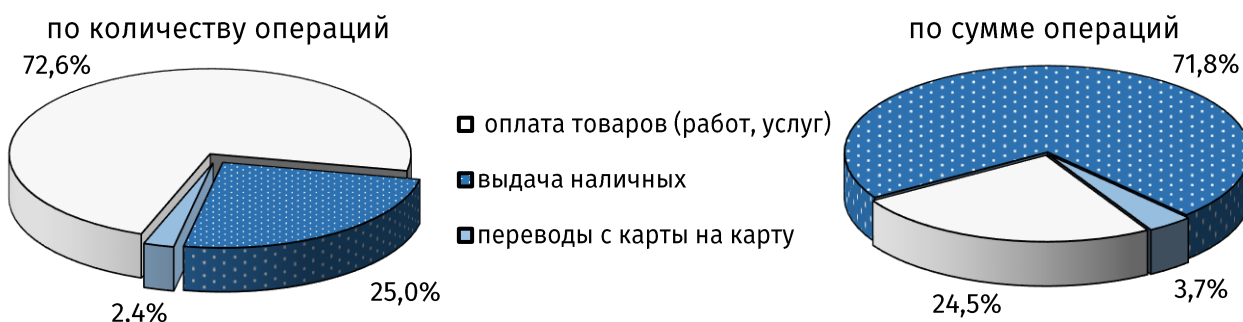 по количеству операций
72,6%
2,4%
25,0%
оплата товаров (работ, услуг)
выдача наличных
переводы с карты на карту
по сумме операций
71,8%
24,5%
3,7%